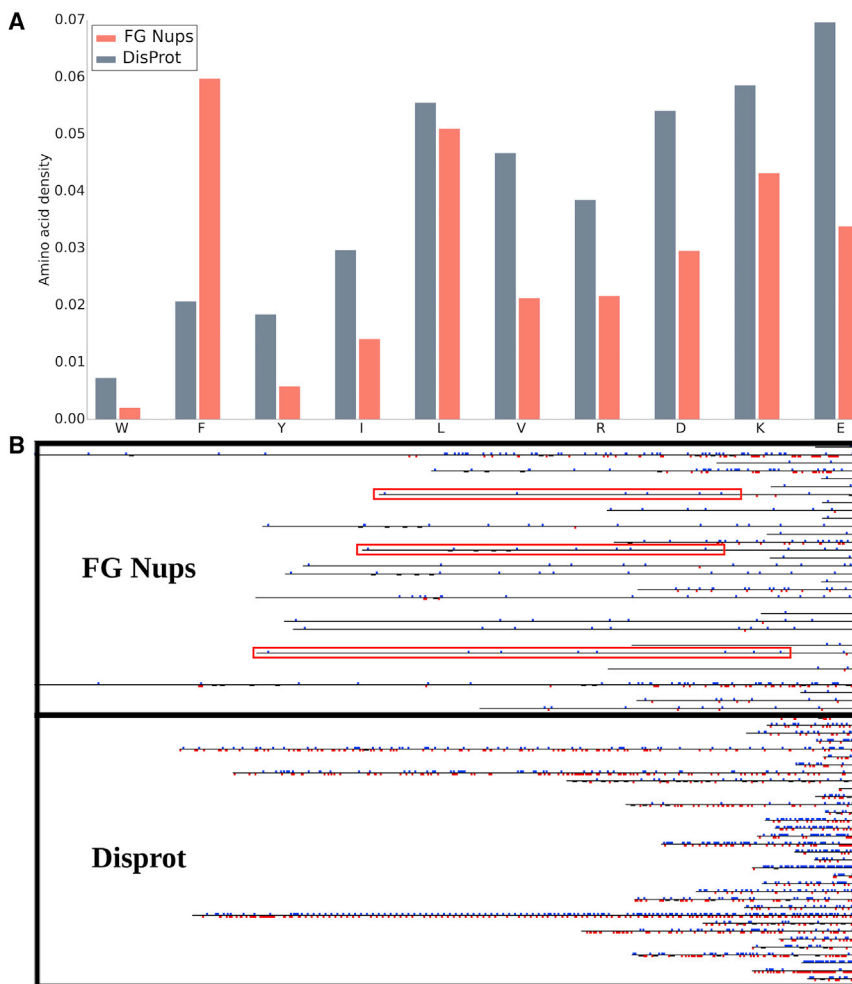 A
0.07
0.06
0.05
0.04
0.03
0.02
0.01
0.00
Amino acid density
FG Nups
DisProt
W F Y I L V R D K E
B
FG Nups
Disprot